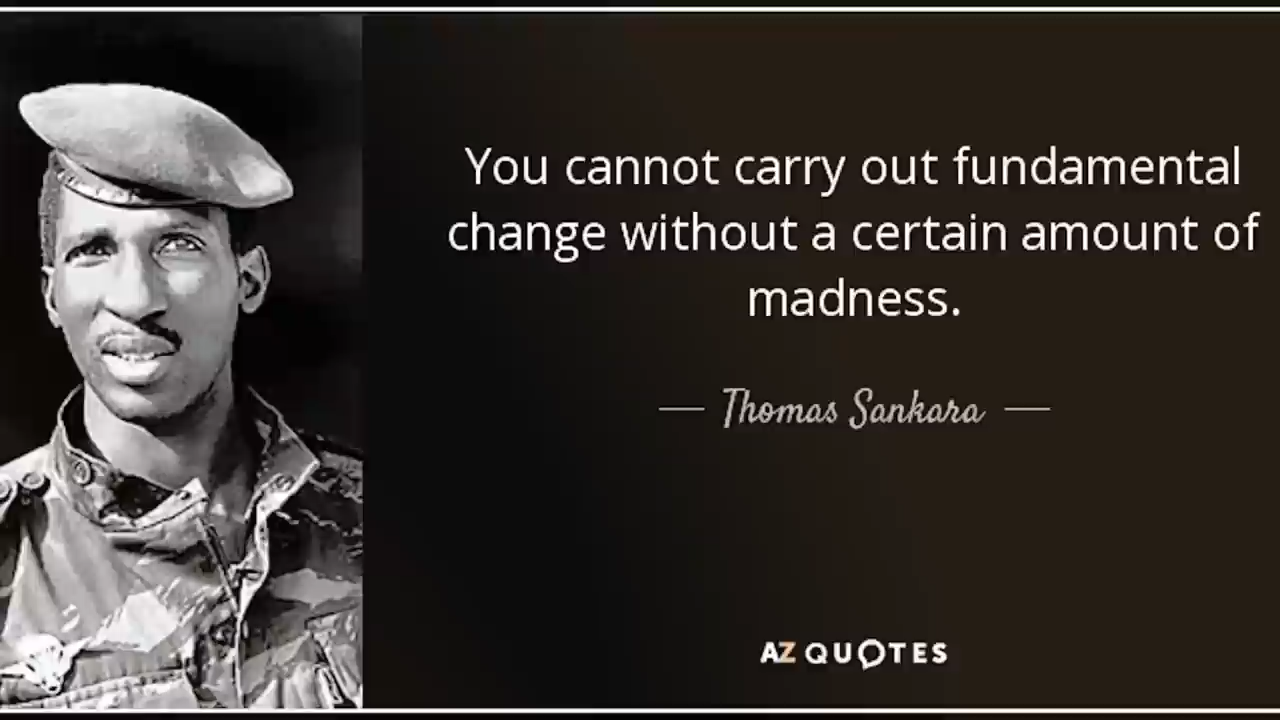 You cannot carry out fundamental
change without a certain amount of
madness.
Thomas Sankara
AZ QUOTES